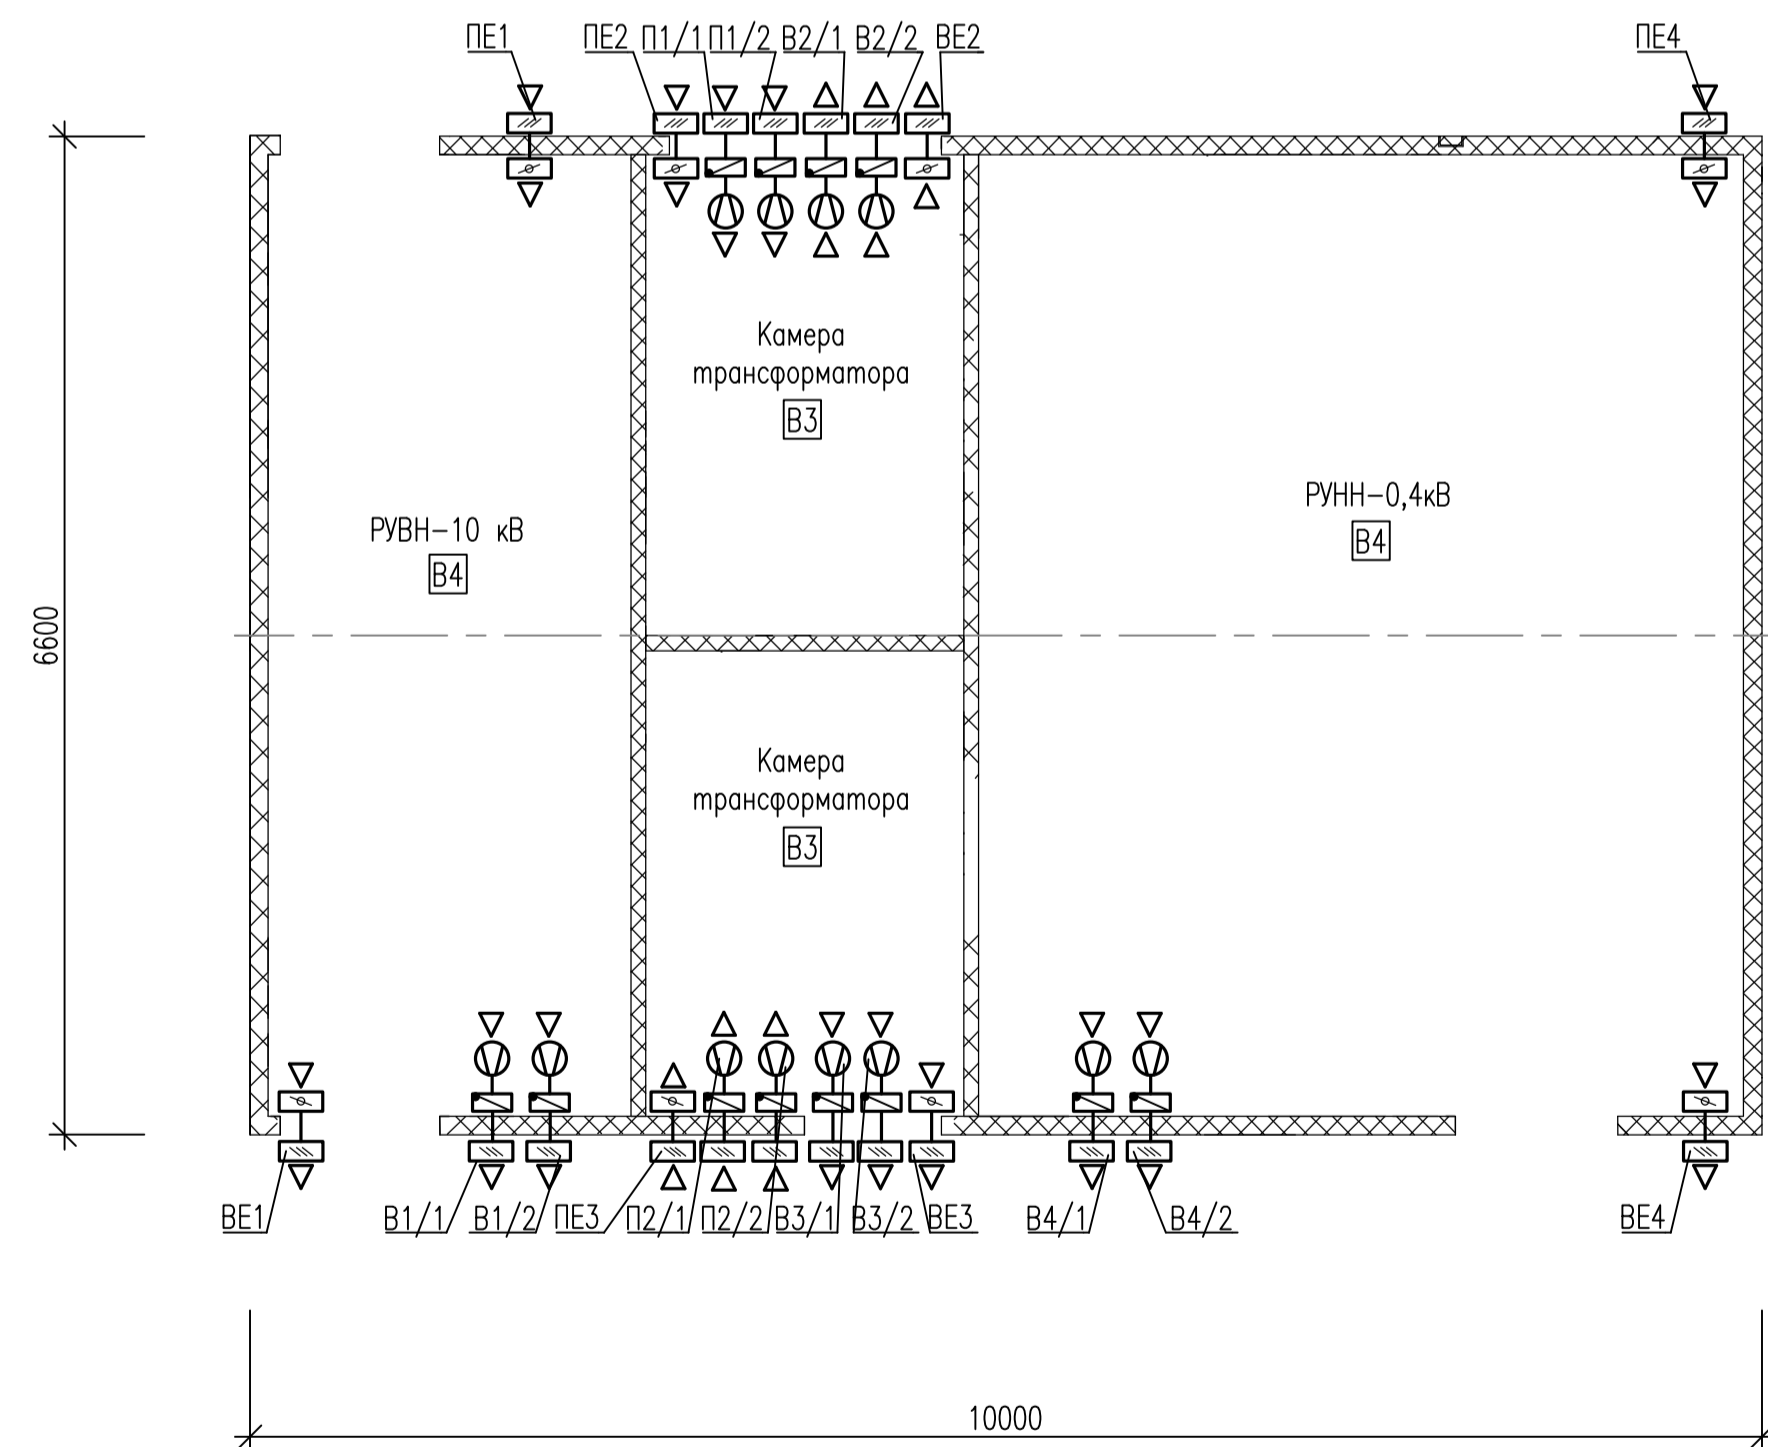 ПЕ1 ПЕ2 П1/1 П1/2 В2/1 В2/2 ВЕ2 ПЕ4
Камера
трансформатора
В3
РУВН-10 кВ
В4
РУНН-0,4кВ
В4
6600
Камера
трансформатора
В3
ВЕ1 В1/1 В1/2 ПЕ3 П2/1 П2/2 В3/1 В3/2 ВЕ3 В4/1 В4/2 ВЕ4
10000